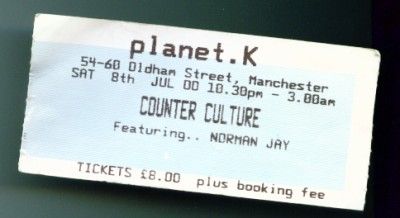 planet.K
54-60 Oldham Street, Manchester
SAT 8th JUL 00 10.30pm - 3.00am
COUNTER CULTURE
Featuring.. NORMAN JAY
TICKETS £8.00 plus booking fee